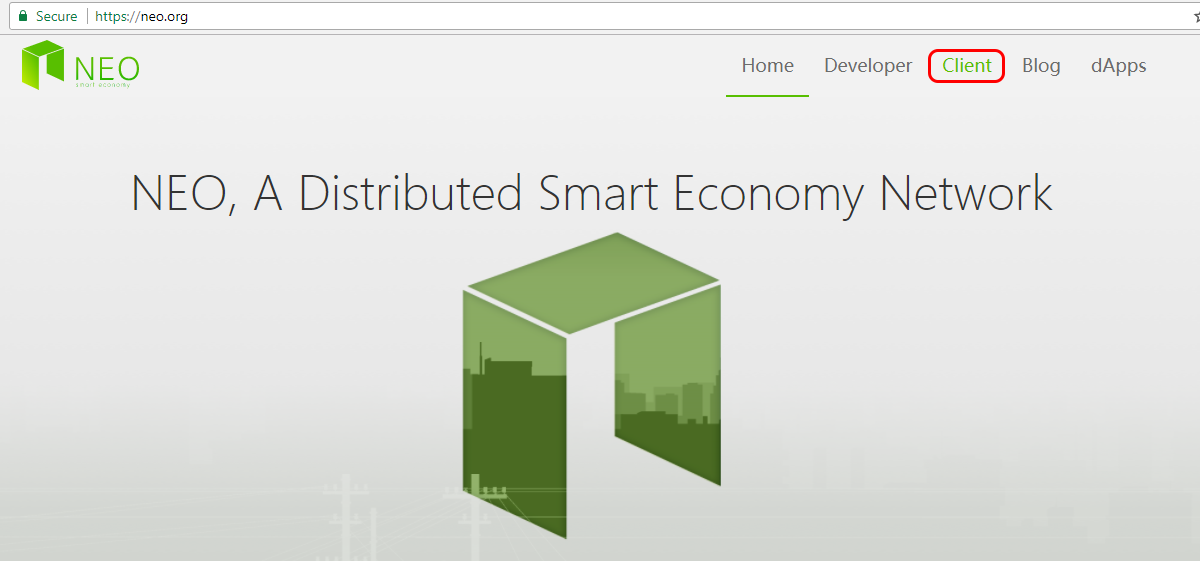 Secure https://neo.org
NEO
smart economy
Home Developer Client Blog dApps
NEO, A Distributed Smart Economy Network